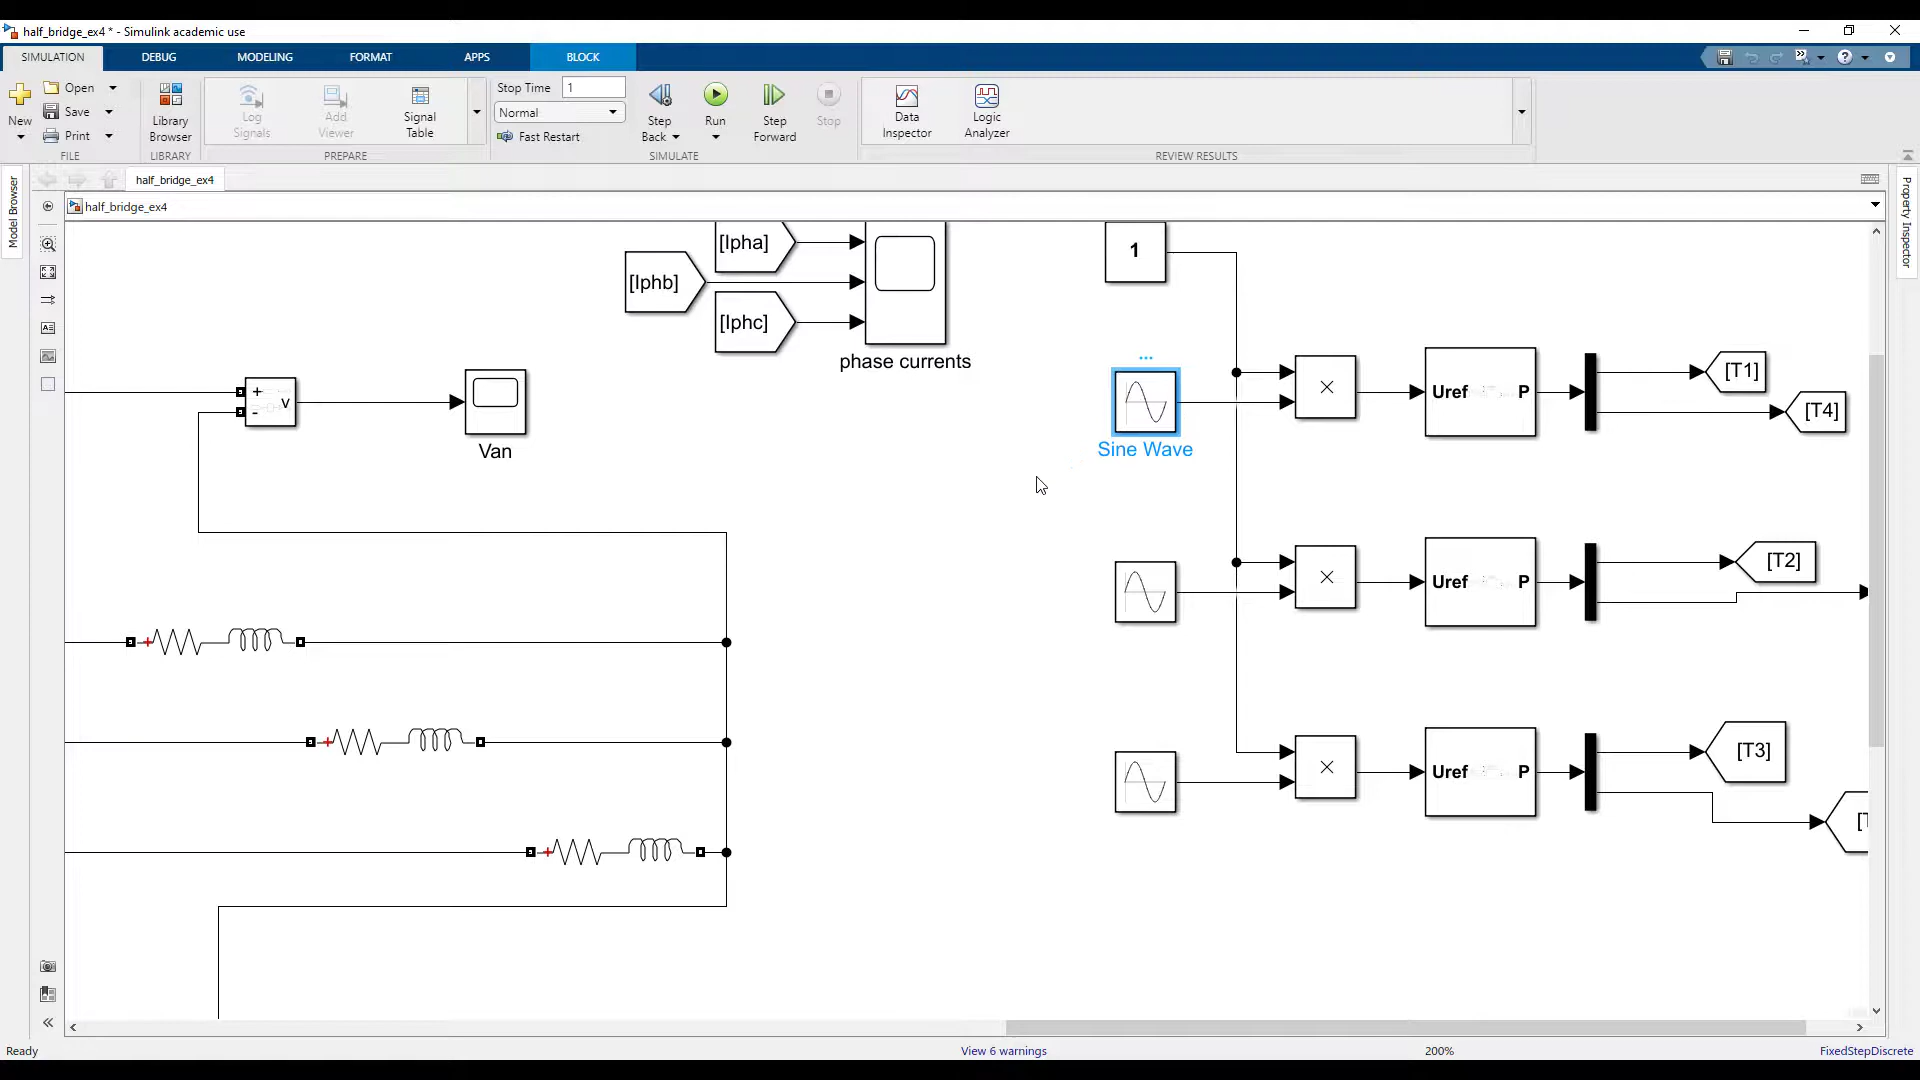 half_bridge_ex4 * - Simulink academic use
SIMULATION DEBUG MODELING FORMAT APPS BLOCK
New
Open
Save
Print
FILE
Library
Browser
LIBRARY
Log
Signals
Add
Viewer
Signal
Table
PREPARE
Stop Time 1
Normal
Fast Restart
Step
Back
Run
Step
Forward
Stop
SIMULATE
Data
Inspector
Logic
Analyzer
REVIEW RESULTS
Model Browser
half_bridge_ex4
half_bridge_ex4
Property Inspector
[Ipha]
[Iphb]
[Iphc]
phase currents
1
+
-
v
Van
...
Sine Wave
×
Uref P
[T1]
[T4]
×
Uref P
[T2]
×
Uref P
[T3]
Ready
View 6 warnings
200%
FixedStepDiscrete